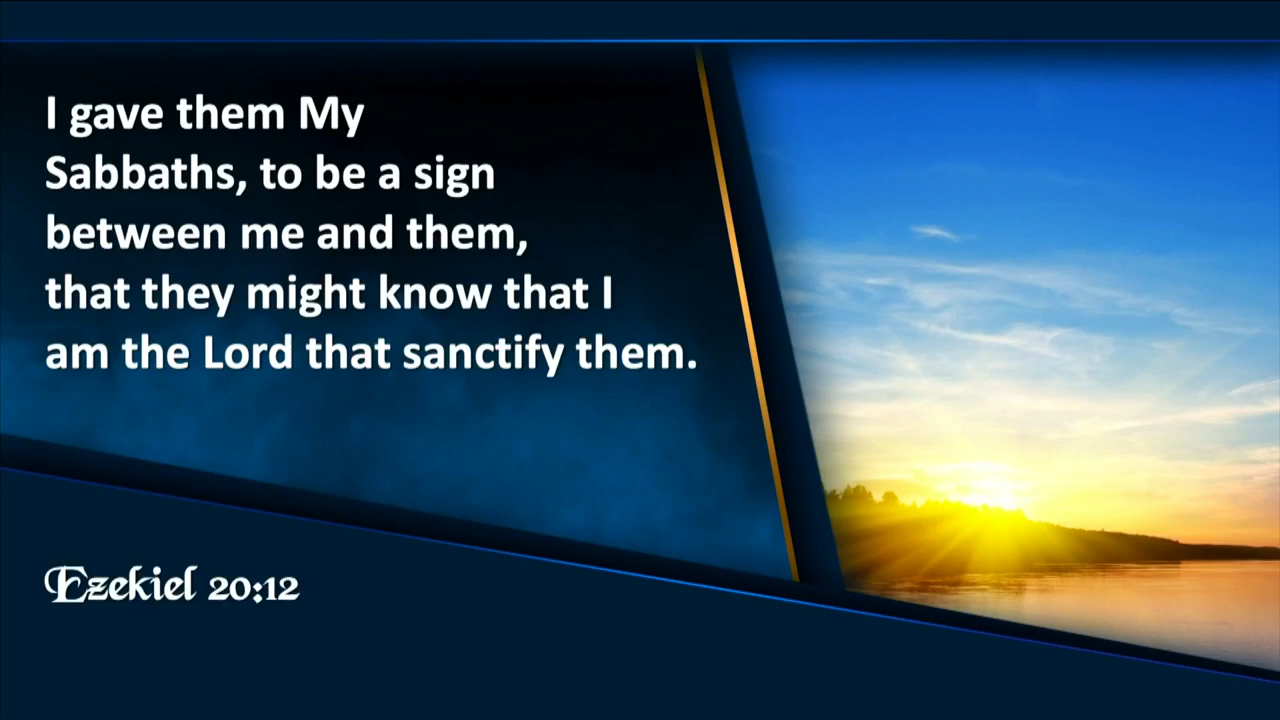 I gave them My
Sabbaths, to be a sign
between me and them,
that they might know that I
am the Lord that sanctify them.
Ezekiel 20:12